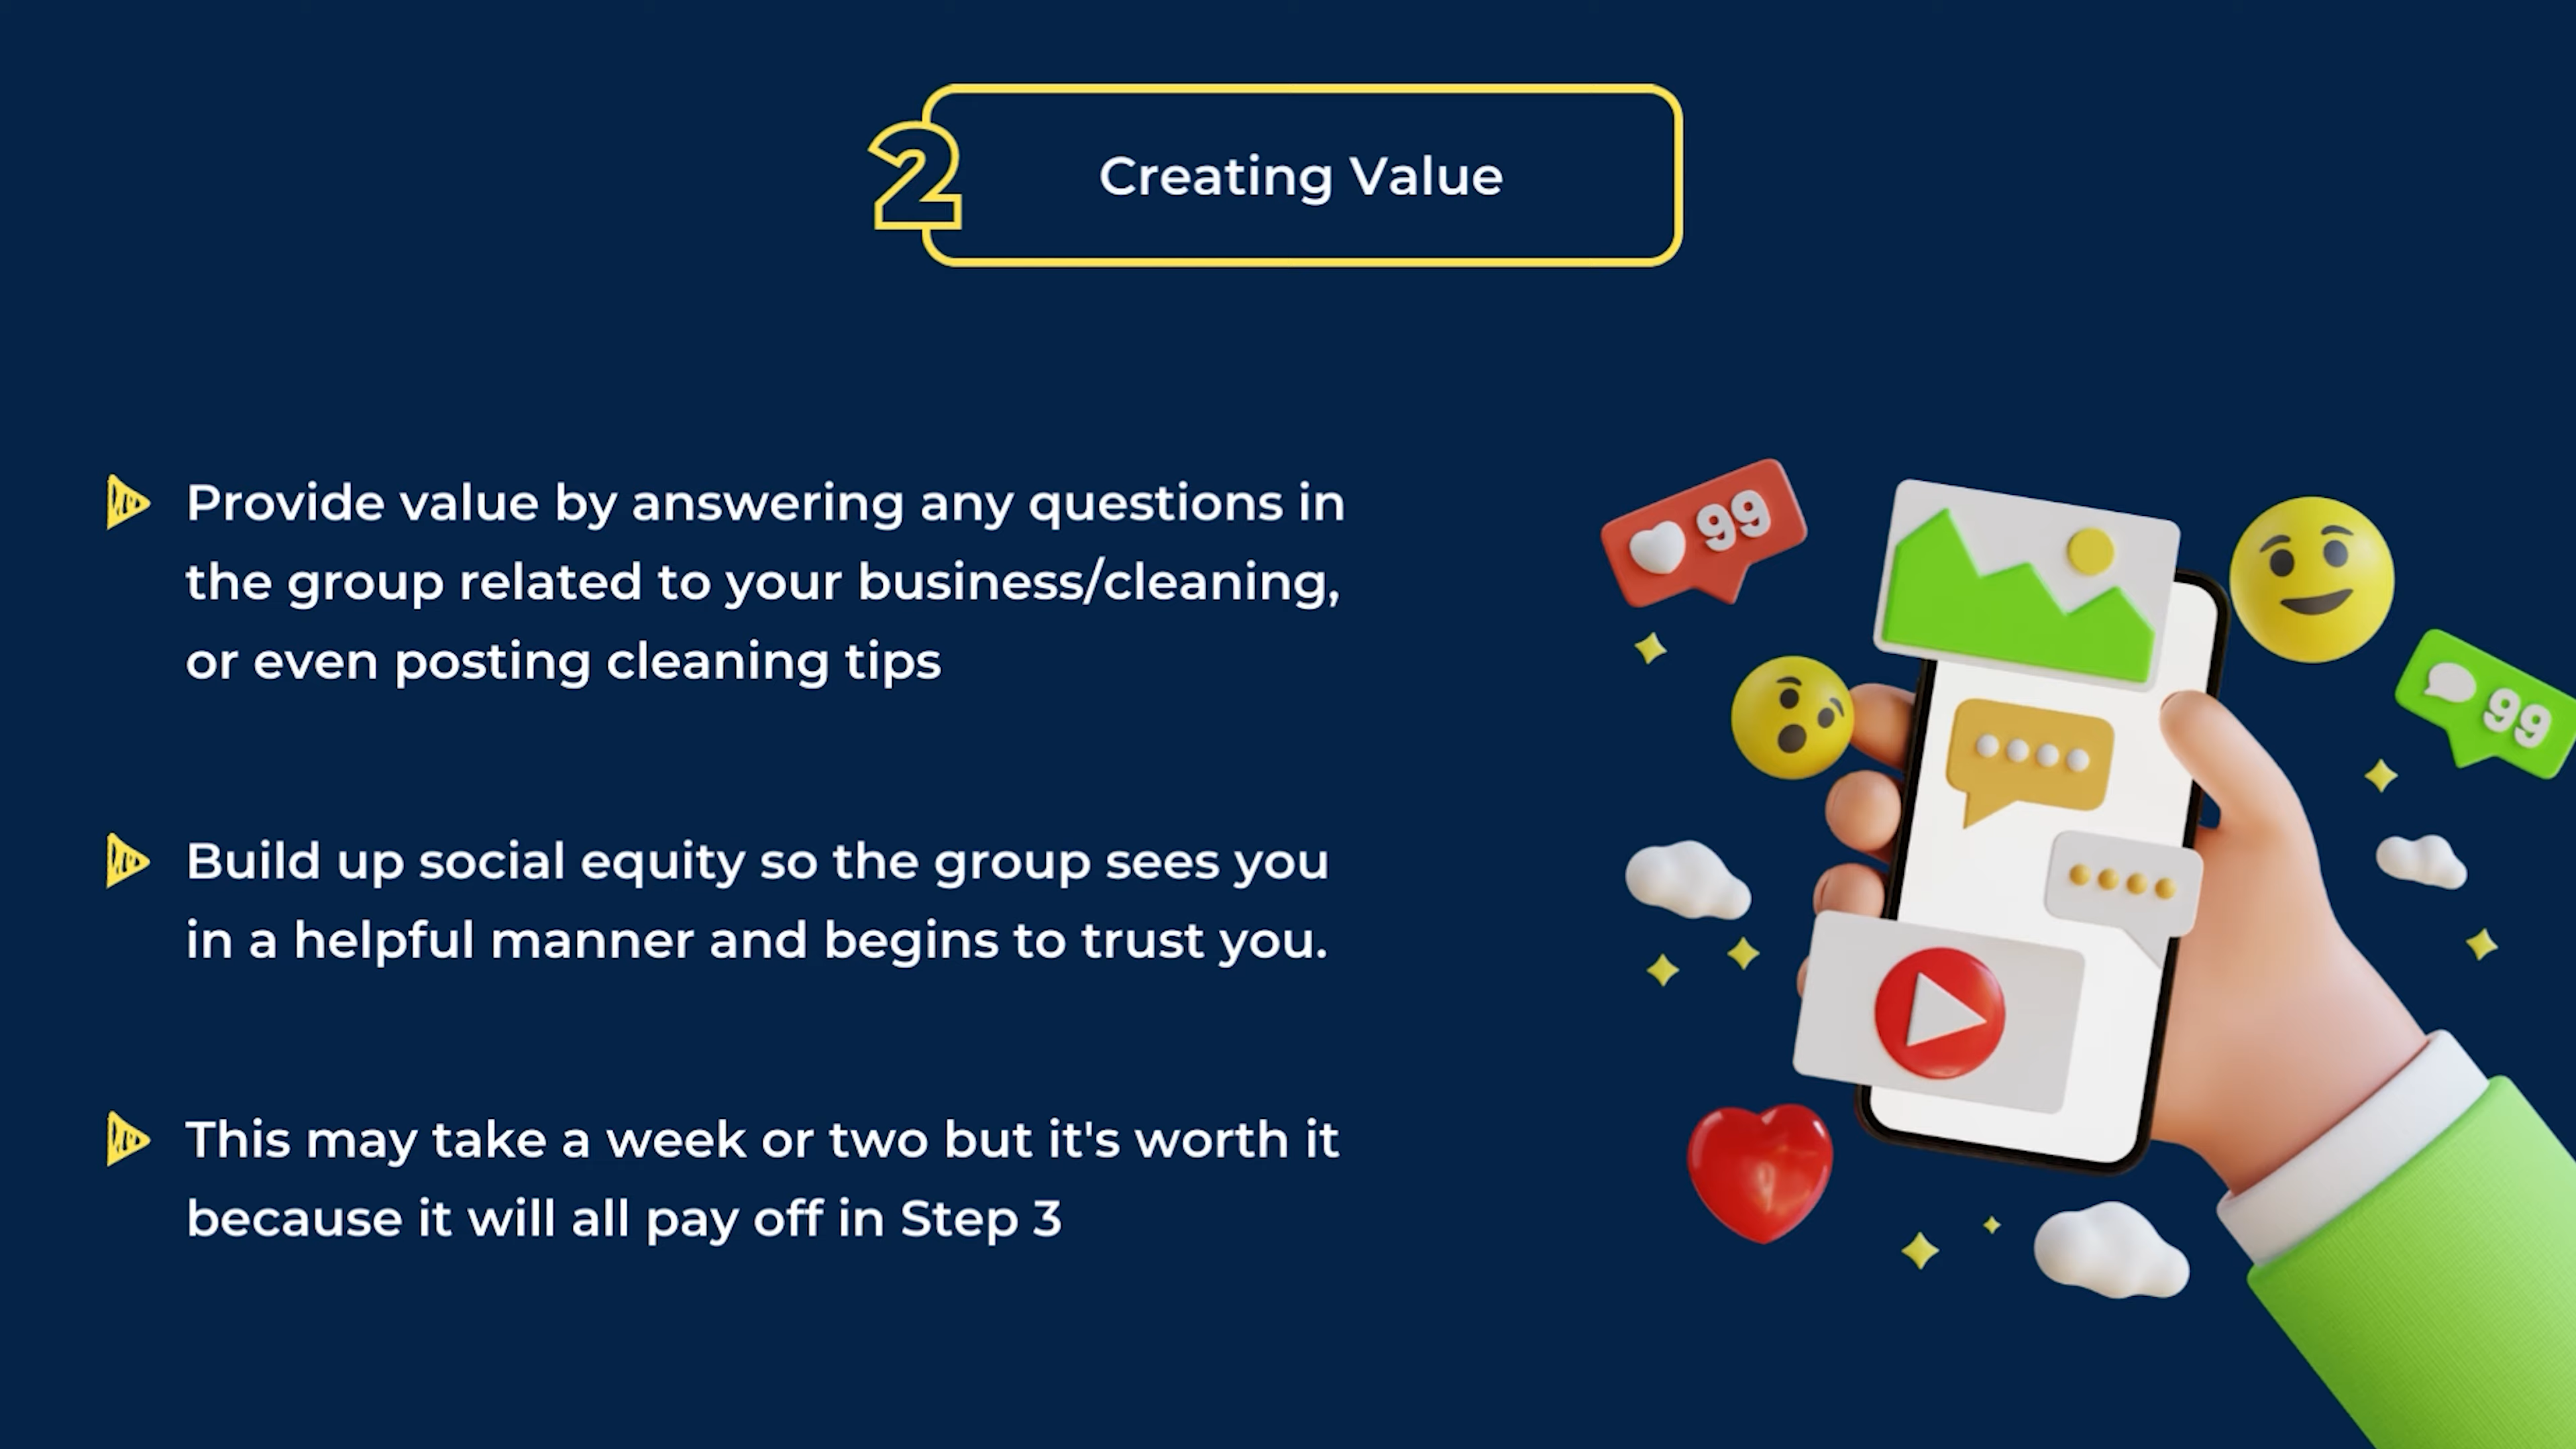 2
Creating Value
Provide value by answering any questions in
the group related to your business/cleaning,
or even posting cleaning tips
Build up social equity so the group sees you
in a helpful manner and begins to trust you.
This may take a week or two but it's worth it
because it will all pay off in Step 3
99
99